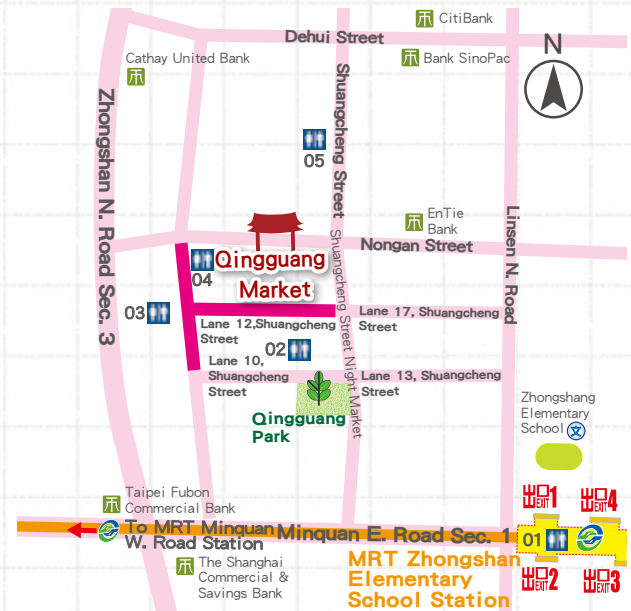 CitiBank
Dehui Street
N
Cathay United Bank
Bank SinoPac
Zhongshan N. Road Sec. 3
Shuangcheng Street
05
EnTie
Bank
Linsen N. Road
Nongan Street
Shuangcheng Street Night Market
Qingguang
Market
04
03
Lane 17, Shuangcheng
Street
Lane 12,Shuangcheng
Street
02
Lane 10,
Shuangcheng
Street
Lane 13, Shuangcheng
Street
Qingguang
Park
Zhongshang
Elementary
School
文
Taipei Fubon
Commercial Bank
出口1
EXIT
出口4
EXIT
To MRT Minquan
W. Road Station
Minquan E. Road Sec. 1
01
The Shanghai
Commercial &
Savings Bank
MRT Zhongshan
Elementary
School Station
出口2
EXIT
出口3
EXIT